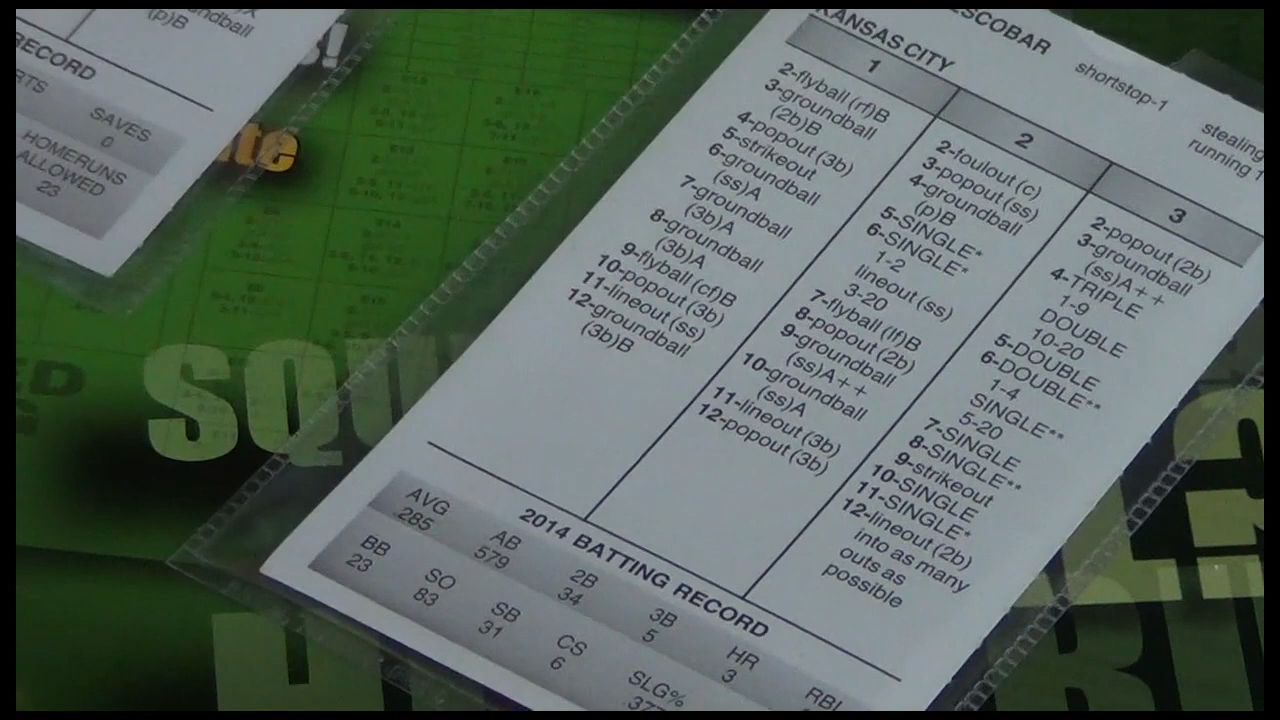 (p)B
RECORD
SAVES
0
HOMERUNS
ALLOWED
23
ESCOBAR
KANSAS CITY
shortstop-1
stealing
running 1
1
2-flyball (rf)B
3-groundball
(2b)B
4-popout (3b)
5-strikeout
6-groundball
(ss)A
7-groundball
(3b)A
8-groundball
(3b)A
9-flyball (cf)B
10-popout (3b)
11-lineout (ss)
12-groundball
(3b)B
2
2-foulout (c)
3-popout (ss)
4-groundball
(p)B
5-SINGLE*
6-SINGLE*
1-2
lineout (ss)
3-20
7-flyball (lf)B
8-popout (2b)
9-groundball
(ss)A++
10-groundball
(ss)A
11-lineout (3b)
12-popout (3b)
3
2-popout (2b)
3-groundball
(ss)A++
4-TRIPLE
1-9
DOUBLE
10-20
5-DOUBLE
6-DOUBLE**
1-4
SINGLE**
5-20
7-SINGLE
8-SINGLE**
9-strikeout
10-SINGLE
11-SINGLE*
12-lineout (2b)
into as many
outs as
possible
2014 BATTING RECORD
AVG AB 2B 3B HR RBI
.285 579 34 5 3
BB SO SB CS SLG%
23 83 31 6
SQU